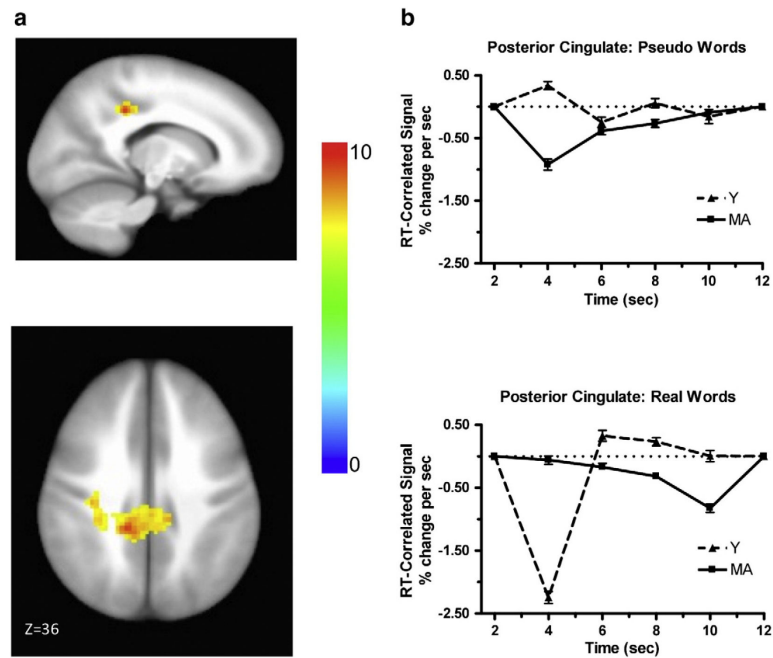 a
10
0
Z=36
b
Posterior Cingulate: Pseudo Words
RT-Correlated Signal
% change per sec
0.50
-0.50
-1.50
-2.50
Y
MA
2 4 6 8 10 12
Time (sec)
Posterior Cingulate: Real Words
RT-Correlated Signal
% change per sec
0.50
-0.50
-1.50
-2.50
Y
MA
2 4 6 8 10 12
Time (sec)